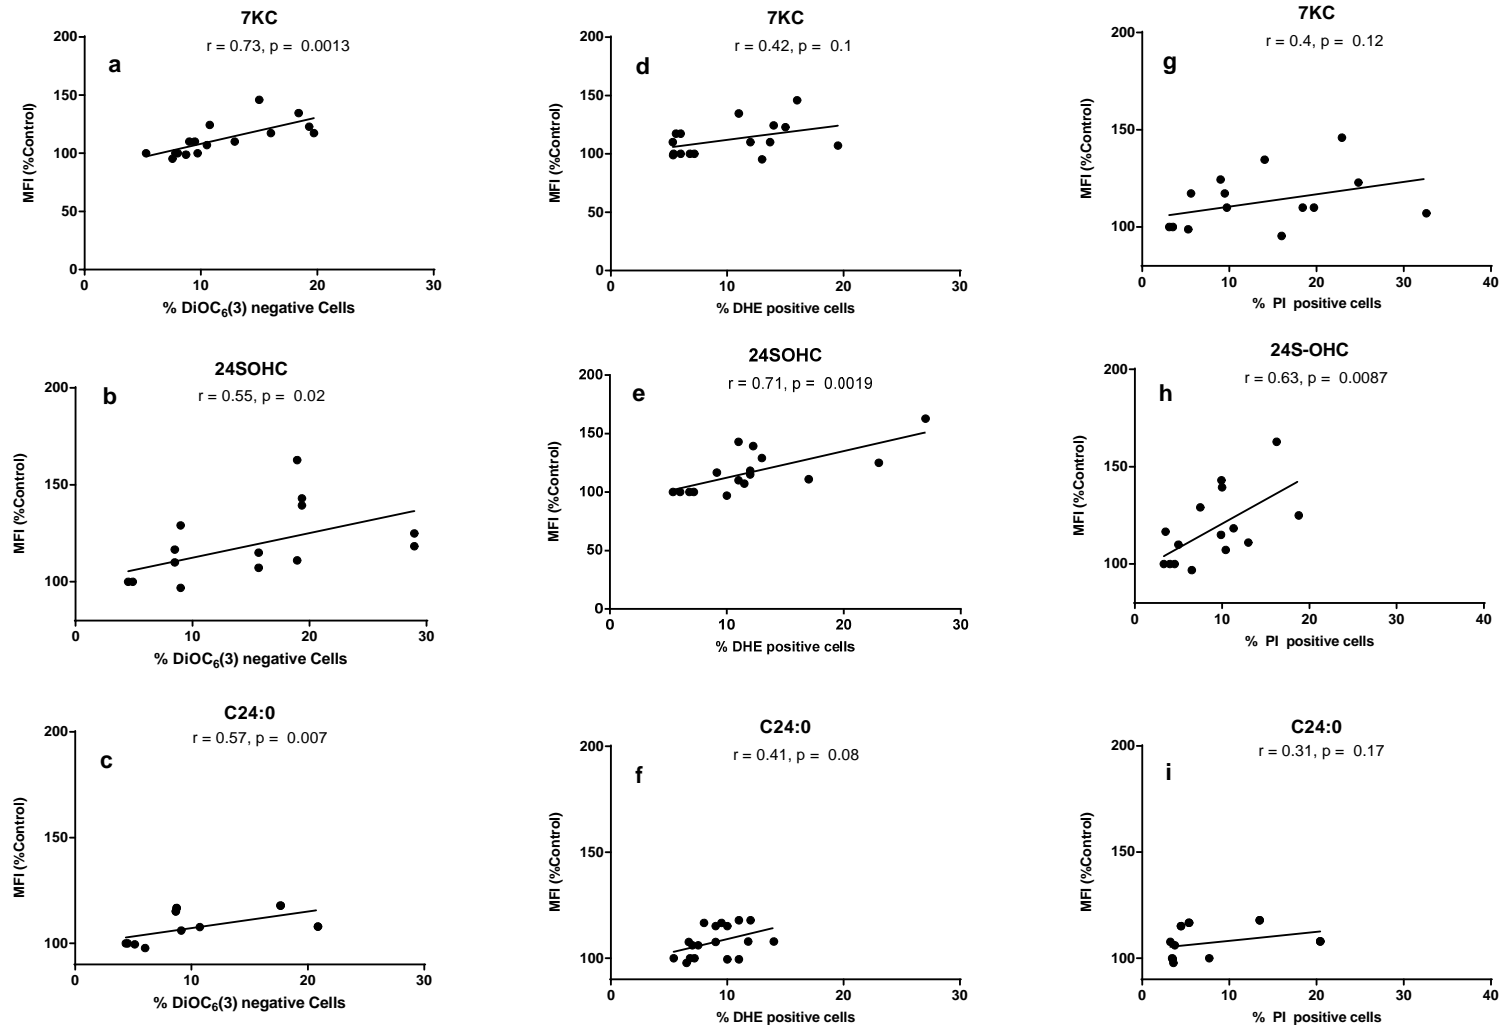 7KC
r = 0.73, p = 0.0013
a
200
150
100
50
0
MFI (%Control)
0 10 20 30
% DiOC6(3) negative Cells
7KC
r = 0.42, p = 0.1
d
200
150
100
50
0
MFI (%Control)
0 10 20 30
% DHE positive cells
7KC
r = 0.4, p = 0.12
g
200
150
100
MFI (%Control)
0 10 20 30 40
% PI positive cells
24SOHC
r = 0.55, p = 0.02
b
200
150
100
MFI (%Control)
0 10 20 30
% DiOC6(3) negative Cells
24SOHC
r = 0.71, p = 0.0019
e
200
150
100
50
0
MFI (%Control)
0 10 20 30
% DHE positive cells
24S-OHC
r = 0.63, p = 0.0087
h
200
150
100
MFI (%Control)
0 10 20 30 40
% PI positive cells
C24:0
r = 0.57, p = 0.007
c
200
150
100
MFI (%Control)
0 10 20 30
% DiOC6(3) negative Cells
C24:0
r = 0.41, p = 0.08
f
200
150
100
MFI (%Control)
0 10 20 30
% DHE positive cells
C24:0
r = 0.31, p = 0.17
i
200
150
100
MFI (%Control)
0 10 20 30 40
% PI positive cells